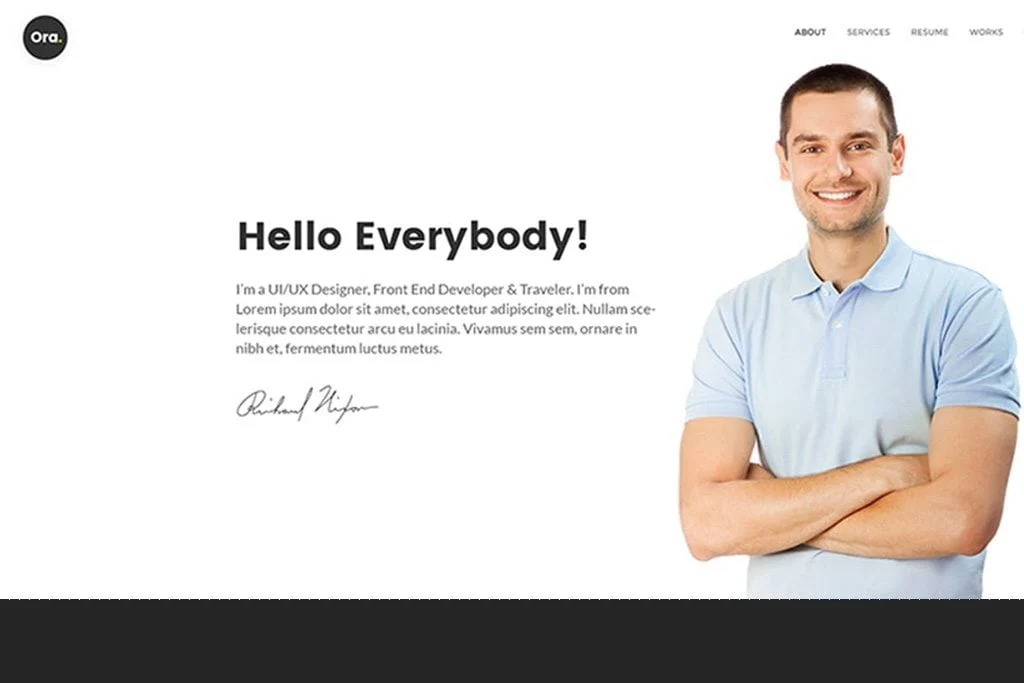 Ora.
ABOUT SERVICES RESUME WORKS
Hello Everybody!
I'm a UI/UX Designer, Front End Developer & Traveler. I'm from
Lorem ipsum dolor sit amet, consectetur adipiscing elit. Nullam sce-
lerisque consectetur arcu eu lacinia. Vivamus sem sem, ornare in
nibh et, fermentum luctus metus.
Richard Nixon